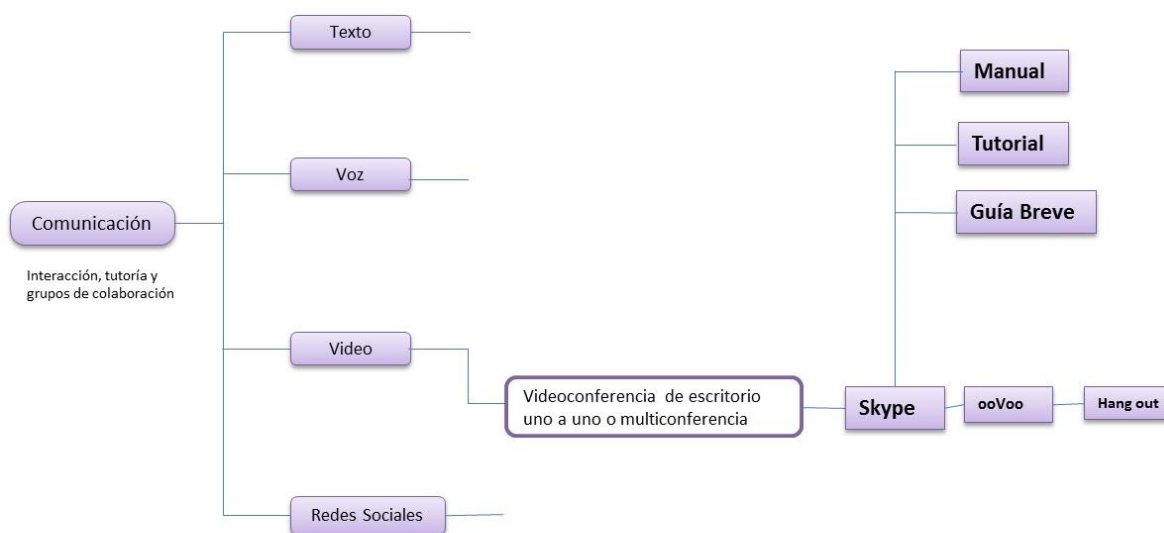 Texto
Manual
Tutorial
Voz
Guía Breve
Comunicación
Interacción, tutoría y
grupos de colaboración
Video
Videoconferencia de escritorio
uno a uno o multiconferencia
Skype
ooVoo
Hang out
Redes Sociales